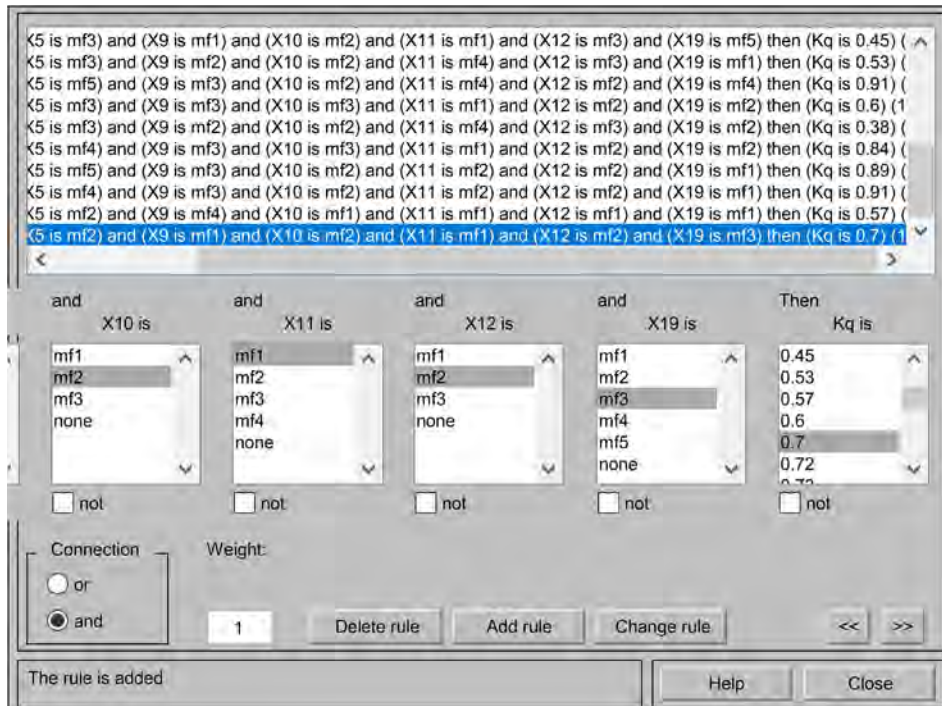 X5 is mf3) and (X9 is mf1) and (X10 is mf2) and (X11 is mf1) and (X12 is mf3) and (X19 is mf5) then (Kq is 0.45) (
X5 is mf3) and (X9 is mf2) and (X10 is mf2) and (X11 is mf4) and (X12 is mf3) and (X19 is mf1) then (Kq is 0.53) (
X5 is mf5) and (X9 is mf3) and (X10 is mf2) and (X11 is mf4) and (X12 is mf2) and (X19 is mf4) then (Kq is 0.91) (
X5 is mf3) and (X9 is mf3) and (X10 is mf3) and (X11 is mf1) and (X12 is mf2) and (X19 is mf2) then (Kq is 0.6) (1
X5 is mf3) and (X9 is mf2) and (X10 is mf2) and (X11 is mf4) and (X12 is mf3) and (X19 is mf2) then (Kq is 0.38) (
X5 is mf4) and (X9 is mf3) and (X10 is mf3) and (X11 is mf1) and (X12 is mf2) and (X19 is mf2) then (Kq is 0.84) (
X5 is mf5) and (X9 is mf3) and (X10 is mf2) and (X11 is mf2) and (X12 is mf2) and (X19 is mf1) then (Kq is 0.89) (
X5 is mf4) and (X9 is mf3) and (X10 is mf2) and (X11 is mf2) and (X12 is mf2) and (X19 is mf1) then (Kq is 0.91) (
X5 is mf2) and (X9 is mf4) and (X10 is mf1) and (X11 is mf1) and (X12 is mf1) and (X19 is mf1) then (Kq is 0.57) (
X5 is mf2) and (X9 is mf1) and (X10 is mf2) and (X11 is mf1) and (X12 is mf2) and (X19 is mf3) then (Kq is 0.7) (1
and and and and Then
X10 is X11 is X12 is X19 is Kq is
mf1 mf1 mf1 mf1 0.45
mf2 mf2 mf2 mf2 0.53
mf3 mf3 mf3 mf3 0.57
none mf4 none mf4 0.6
none mf5 0.7
none 0.72
not not not not not
Connection Weight:
or
and 1 Delete rule Add rule Change rule << >>
The rule is added Help Close